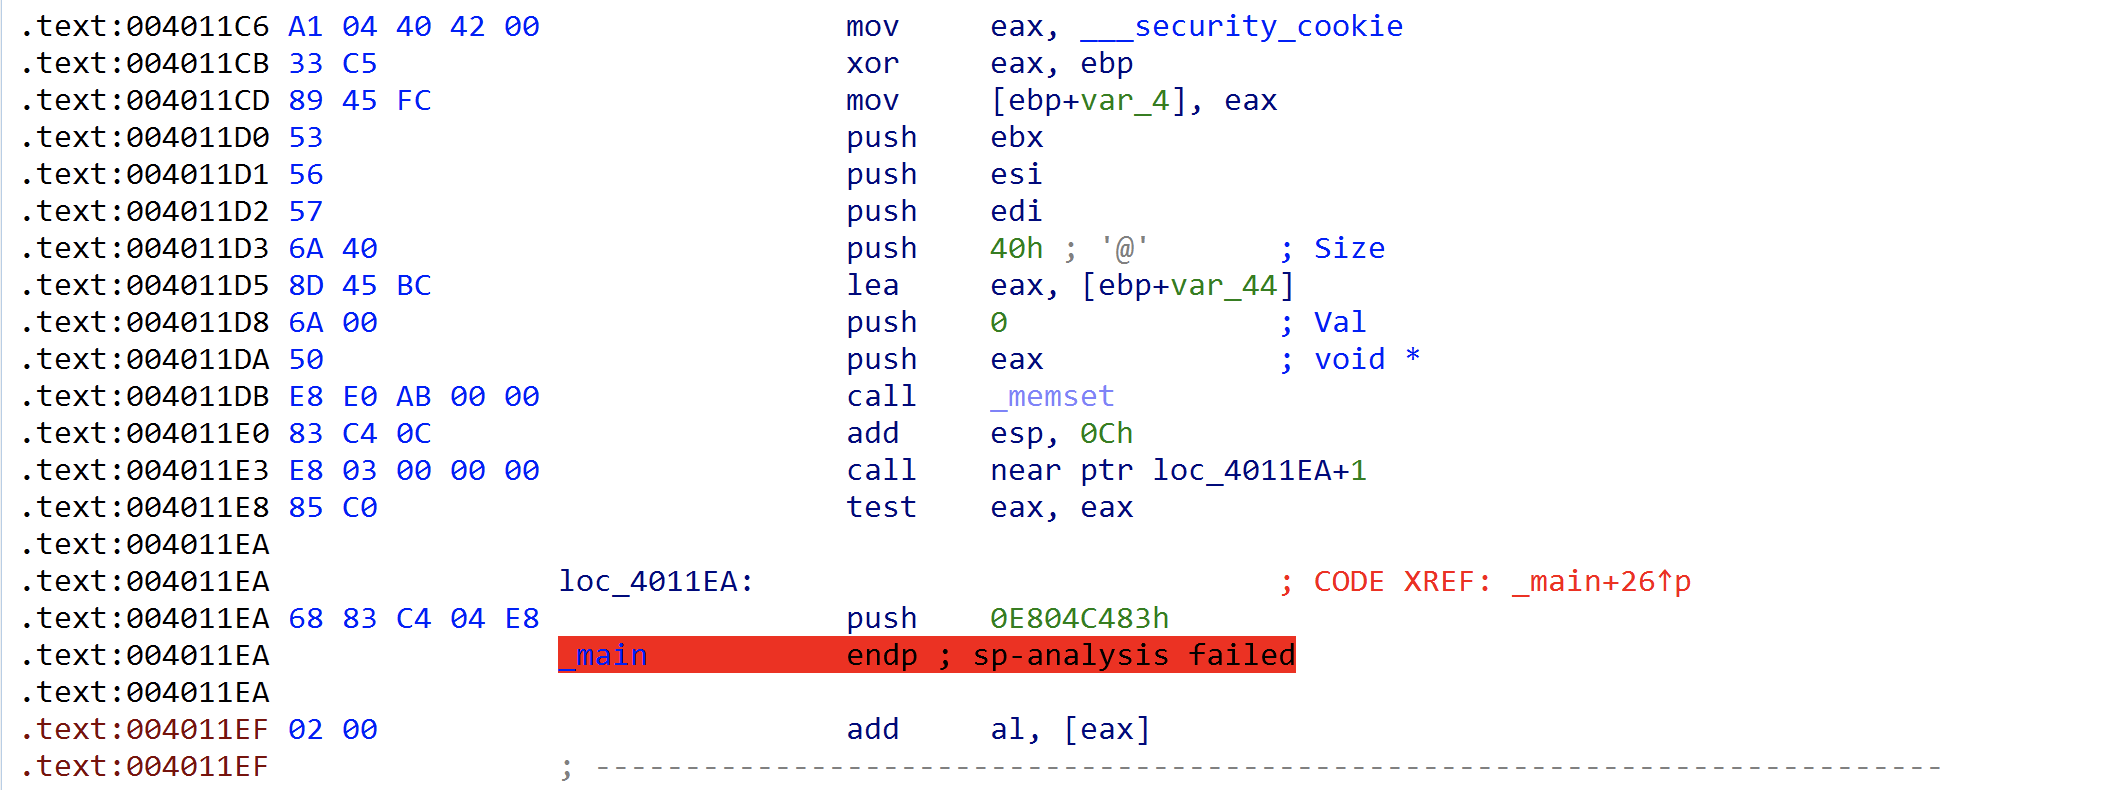 .text:004011C6 A1 04 40 42 00                 mov     eax, ___security_cookie
.text:004011CB 33 C5                          xor     eax, ebp
.text:004011CD 89 45 FC                       mov     [ebp+var_4], eax
.text:004011D0 53                             push    ebx
.text:004011D1 56                             push    esi
.text:004011D2 57                             push    edi
.text:004011D3 6A 40                          push    40h ; '@'       ; Size
.text:004011D5 8D 45 BC                       lea     eax, [ebp+var_44]
.text:004011D8 6A 00                          push    0               ; Val
.text:004011DA 50                             push    eax             ; void *
.text:004011DB E8 E0 AB 00 00                 call    _memset
.text:004011E0 83 C4 0C                       add     esp, 0Ch
.text:004011E3 E8 03 00 00 00                 call    near ptr loc_4011EA+1
.text:004011E8 85 C0                          test    eax, eax
.text:004011EA
.text:004011EA                loc_4011EA:                             ; CODE XREF: _main+26↑p
.text:004011EA 68 83 C4 04 E8                 push    0E804C483h
.text:004011EA                _main           endp ; sp-analysis failed
.text:004011EA
.text:004011EF 02 00                          add     al, [eax]
.text:004011EF                ; ---------------------------------------------------------------------------